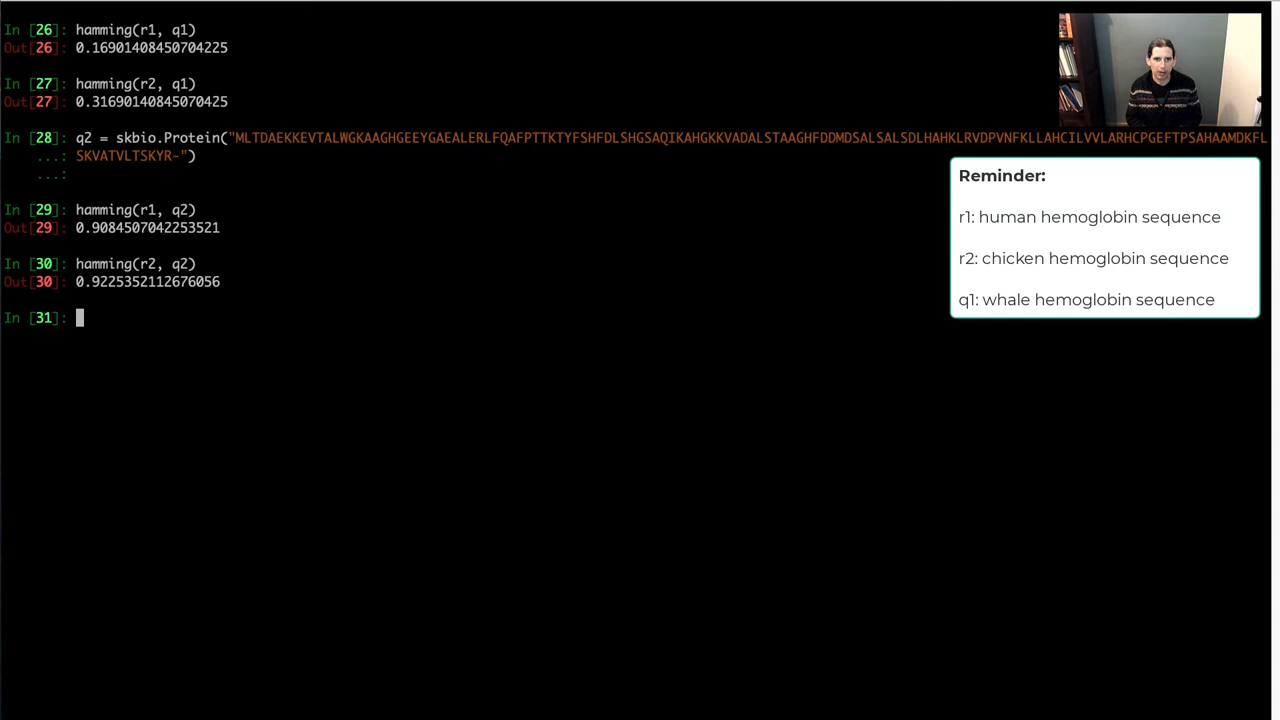 In [26]: hamming(r1, q1)
Out[26]: 0.16901408450704225
In [27]: hamming(r2, q1)
Out[27]: 0.31690140845070425
In [28]: q2 = skbio.Protein("MLTDAEKKEVTALWGKAAGHGEEYGAEALERLFQAFPTTKTYFSHFDLSHGSAQIKAHGKKVADALSTAAGHFDDMDSALSALSDLHAHKLRVDPVNFKLLAHCILVVLARHCPGEFTPSAHAAMDKFL
...: SKVATVLTSKYR-")
...:
In [29]: hamming(r1, q2)
Out[29]: 0.9084507042253521
In [30]: hamming(r2, q2)
Out[30]: 0.9225352112676056
In [31]:
Reminder:
r1: human hemoglobin sequence
r2: chicken hemoglobin sequence
q1: whale hemoglobin sequence